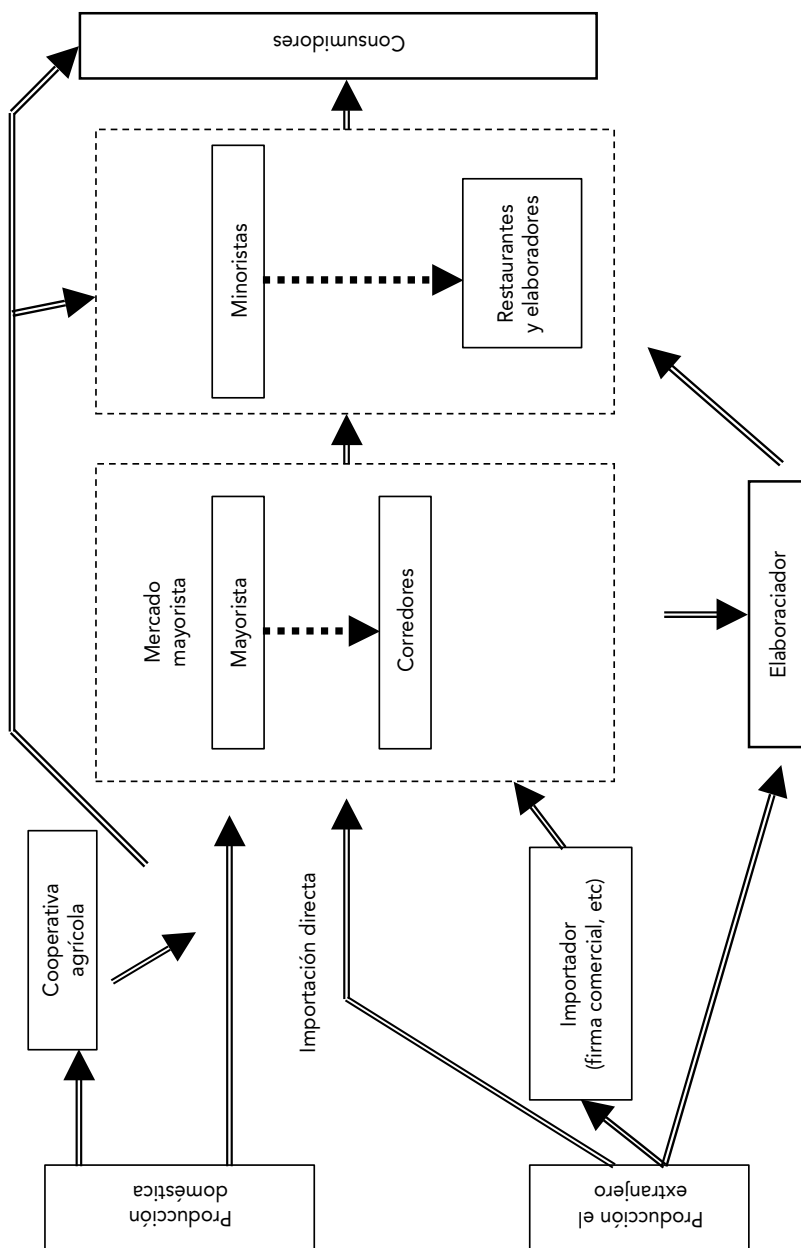 Producción
doméstica
Producción el
extranjero
Cooperativa
agrícola
Importación directa
Importador
(firma comercial, etc)
Mercado
mayorista
Mayorista
Corredores
Elaboraciador
Minoristas
Restaurantes
y elaboradores
Consumidores